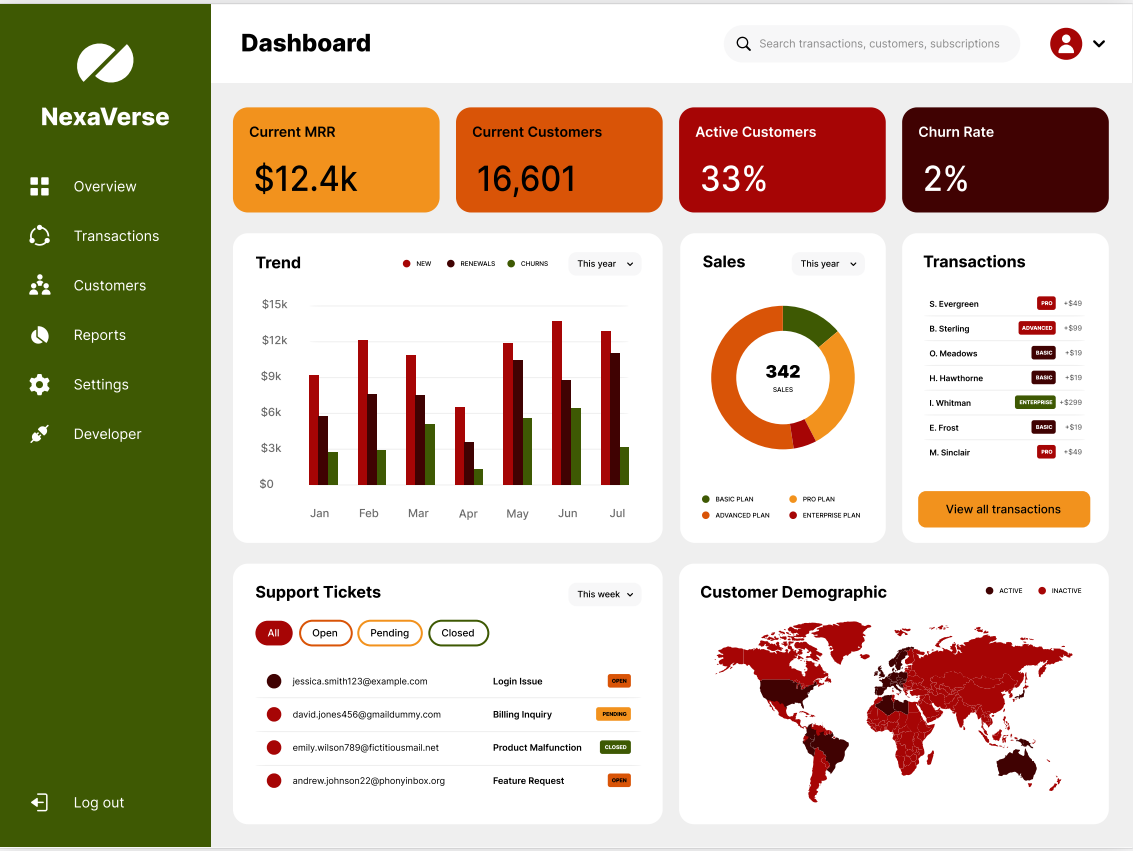 NexaVerse
Overview
Transactions
Customers
Reports
Settings
Developer
Log out
Dashboard
Search transactions, customers, subscriptions
Current MRR
$12.4k
Current Customers
16,601
Active Customers
33%
Churn Rate
2%
Trend
NEW RENEWALS CHURNS
This year
$15k
$12k
$9k
$6k
$3k
$0
Jan Feb Mar Apr May Jun Jul
Sales
This year
342
SALES
BASIC PLAN PRO PLAN
ADVANCED PLAN ENTERPRISE PLAN
Transactions
S. Evergreen PRO +$49
B. Sterling ADVANCED +$99
O. Meadows BASIC +$19
H. Hawthorne BASIC +$19
I. Whitman ENTERPRISE +$299
E. Frost BASIC +$19
M. Sinclair PRO +$49
View all transactions
Support Tickets
This week
All Open Pending Closed
jessica.smith123@example.com Login Issue OPEN
david.jones456@gmaildummy.com Billing Inquiry PENDING
emily.wilson789@fictitiousmail.net Product Malfunction CLOSED
andrew.johnson22@phonyinbox.org Feature Request OPEN
Customer Demographic
ACTIVE INACTIVE